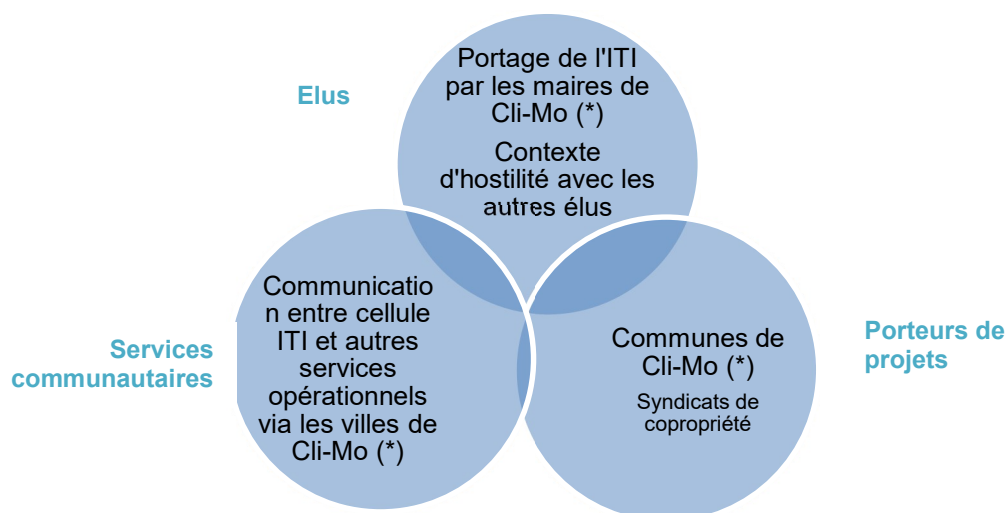 Elus
Portage de l'ITI
par les maires de
Cli-Mo (*)
Contexte
d'hostilité avec les
autres élus
Services
communautaires
Communicatio
n entre cellule
ITI et autres
services
opérationnels
via les villes de
Cli-Mo (*)
Communes de
Cli-Mo (*)
Syndicats de
copropriété
Porteurs de
projets